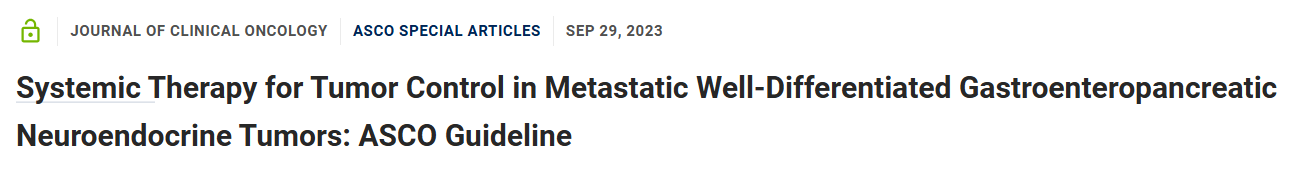 JOURNAL OF CLINICAL ONCOLOGY ASCO SPECIAL ARTICLES SEP 29, 2023
Systemic Therapy for Tumor Control in Metastatic Well-Differentiated Gastroenteropancreatic
Neuroendocrine Tumors: ASCO Guideline